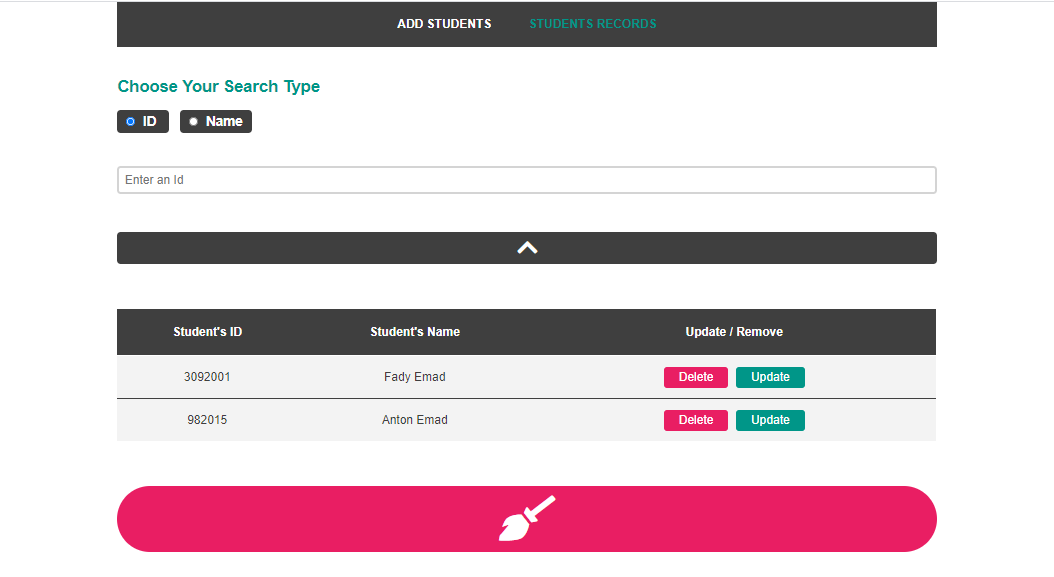 ADD STUDENTS STUDENTS RECORDS
Choose Your Search Type
ID Name
Enter an Id
Student's ID Student's Name Update / Remove
3092001 Fady Emad Delete Update
982015 Anton Emad Delete Update